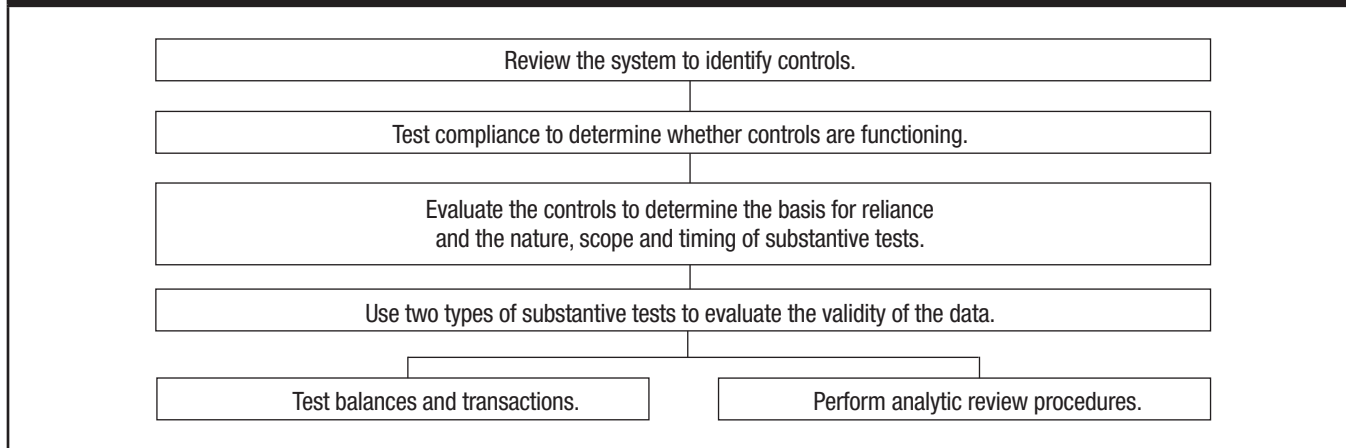 Review the system to identify controls.
Test compliance to determine whether controls are functioning.
Evaluate the controls to determine the basis for reliance
and the nature, scope and timing of substantive tests.
Use two types of substantive tests to evaluate the validity of the data.
Test balances and transactions.
Perform analytic review procedures.